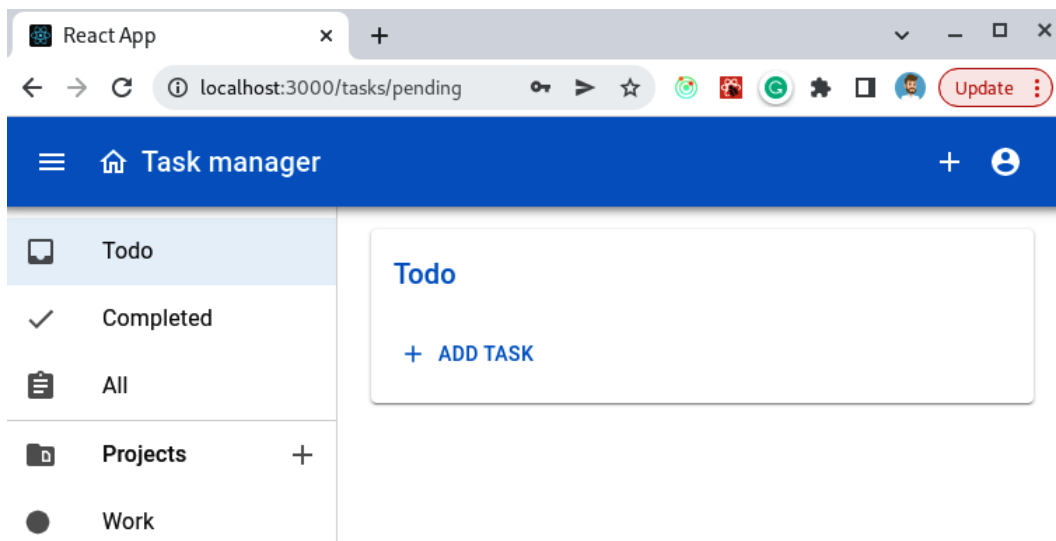 React App
localhost:3000/tasks/pending
Update
Task manager
Todo
Completed
All
Projects
Work
Todo
ADD TASK